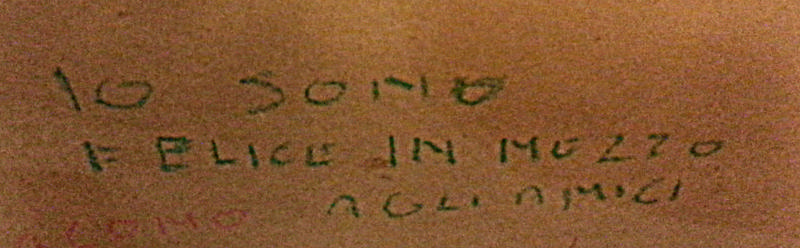 IO SONO
FELICE IN MEZZO
AGLI AMICI